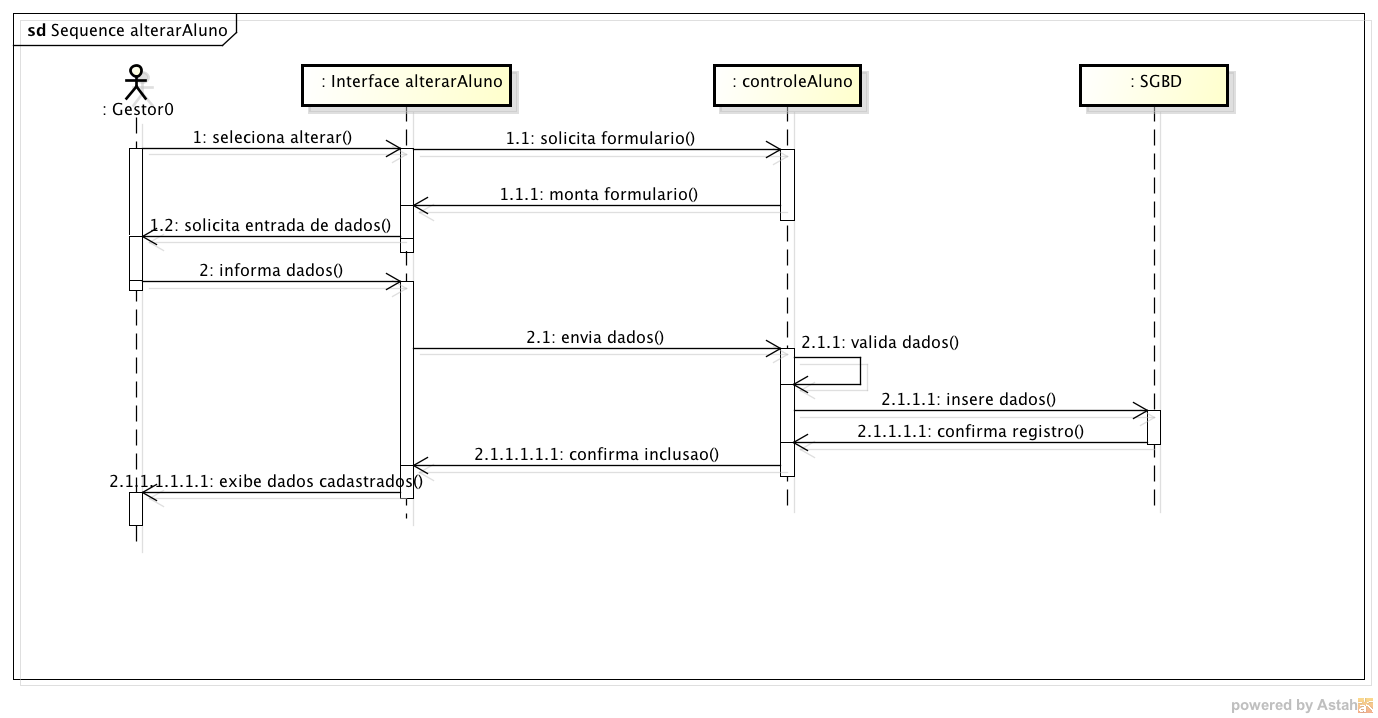 sd Sequence alterarAluno
: Gestor0
: Interface alterarAluno
: controleAluno
: SGBD
1: seleciona alterar()
1.1: solicita formulario()
1.1.1: monta formulario()
1.2: solicita entrada de dados()
2: informa dados()
2.1: envia dados()
2.1.1: valida dados()
2.1.1.1: insere dados()
2.1.1.1.1: confirma registro()
2.1.1.1.1.1: confirma inclusao()
2.1.1.1.1.1.1: exibe dados cadastrados()
powered by Astah